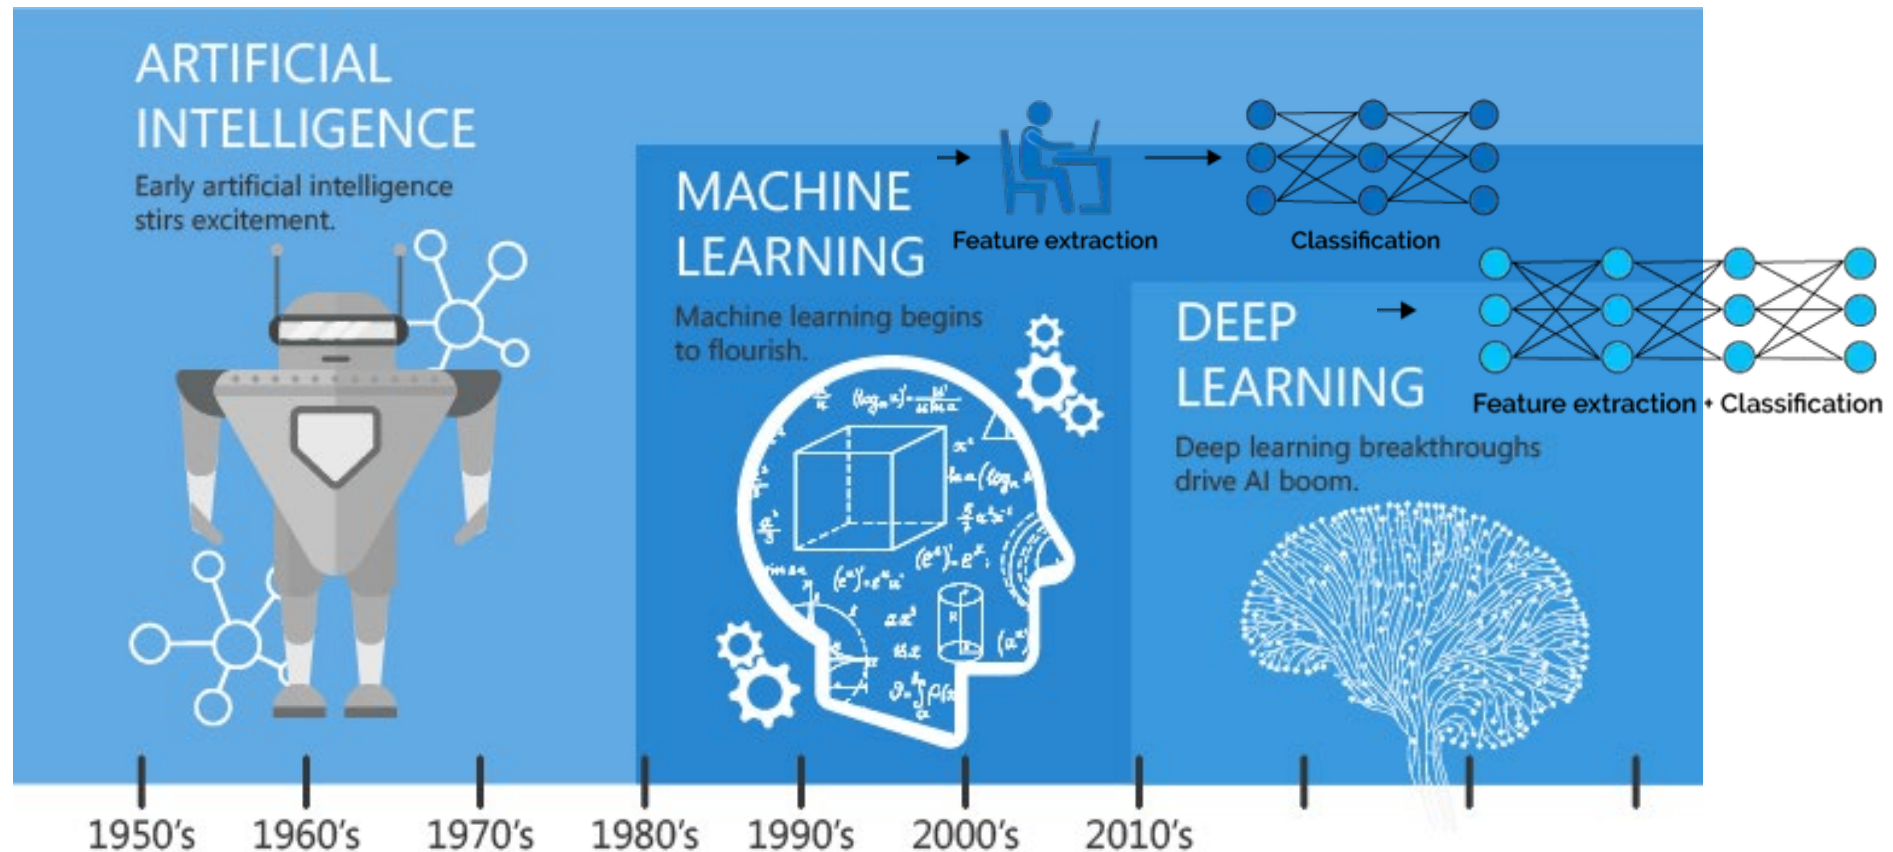 ARTIFICIAL
INTELLIGENCE
Early artificial intelligence
stirs excitement.
MACHINE
LEARNING
Machine learning begins
to flourish.
Feature extraction
Classification
DEEP
LEARNING
Deep learning breakthroughs
drive AI boom.
Feature extraction + Classification
1950's
1960's
1970's
1980's
1990's
2000's
2010's